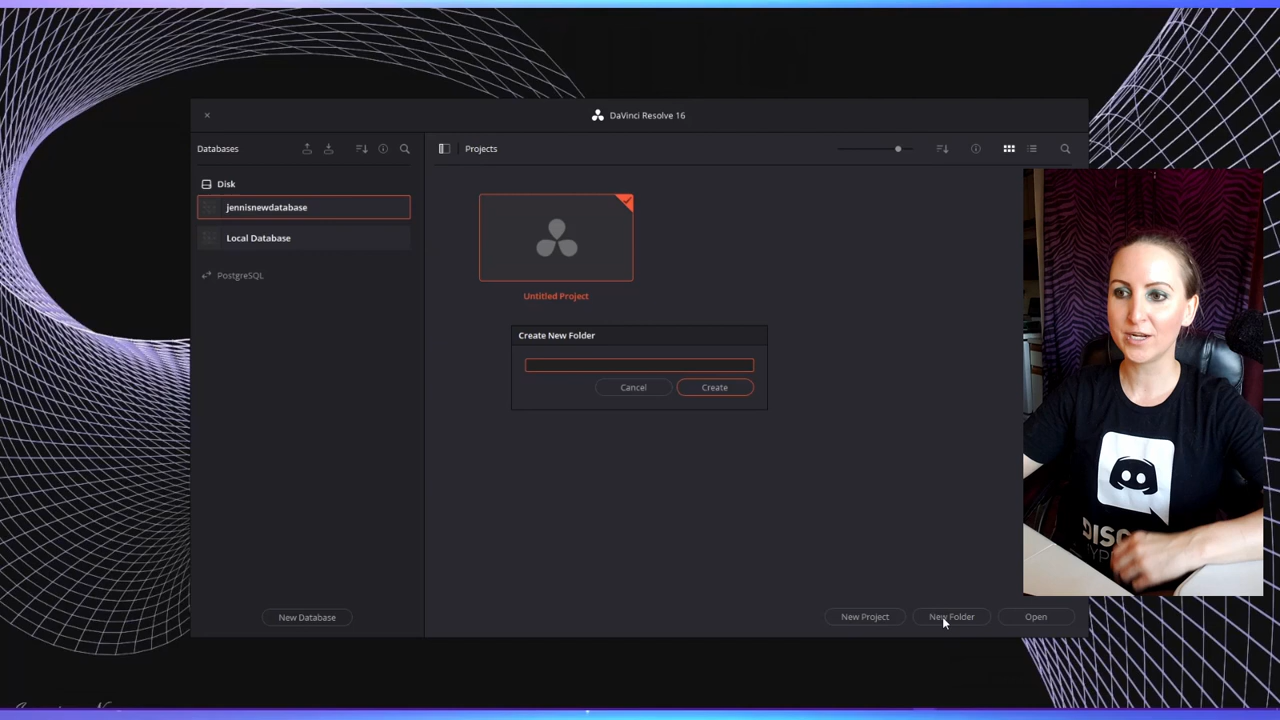 DaVinci Resolve 16
Databases
Projects
Disk
jennisnewdatabase
Local Database
PostgreSQL
Untitled Project
Create New Folder
Cancel
Create
New Database
New Project
New Folder
Open